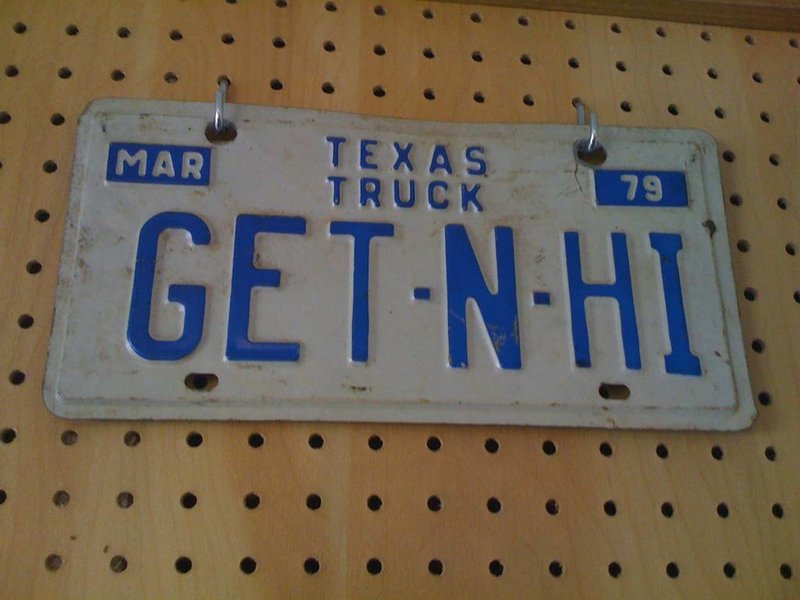 MAR TEXAS 79
TRUCK
GET-N-HI